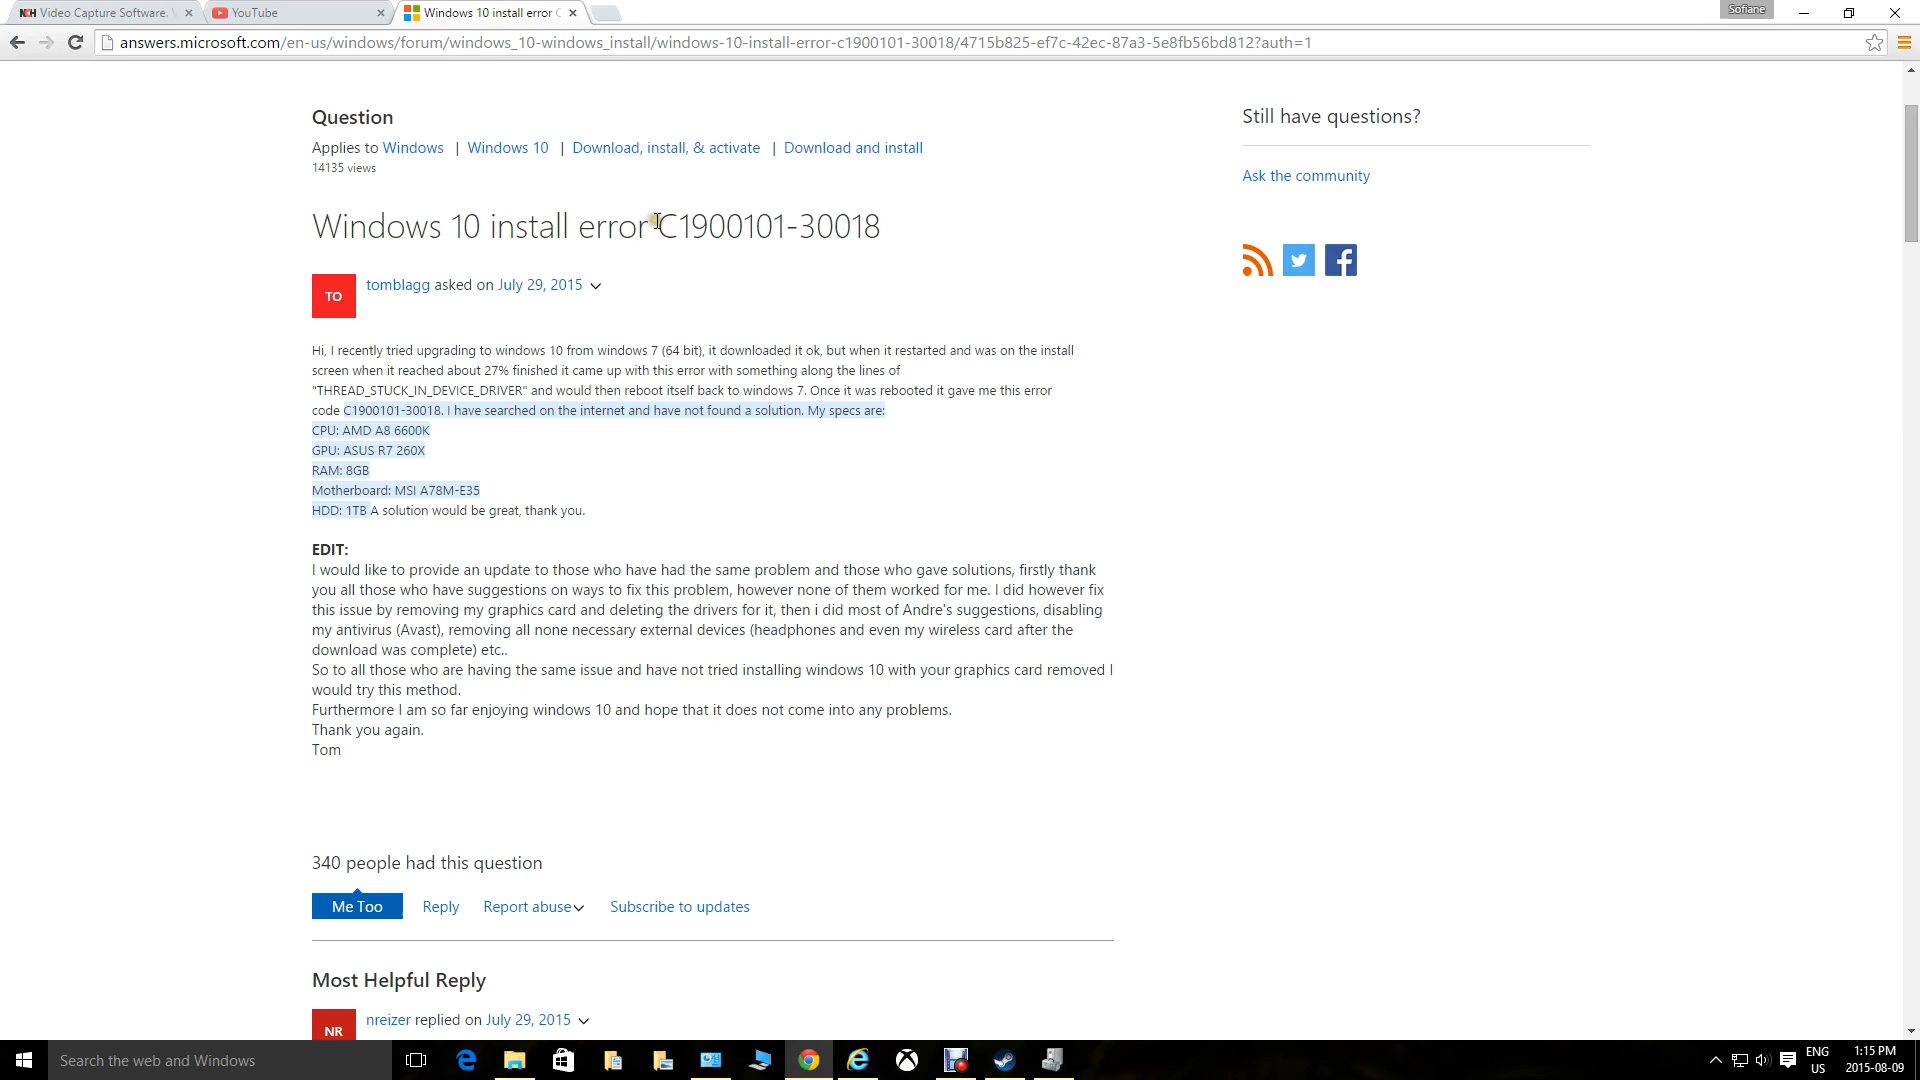 NCH Video Capture Software.
YouTube
Windows 10 install error C
Sofiane
answers.microsoft.com/en-us/windows/forum/windows_10-windows_install/windows-10-install-error-c1900101-30018/4715b825-ef7c-42ec-87a3-5e8fb56bd812?auth=1
Question
Still have questions?
Applies to Windows | Windows 10 | Download, install, & activate | Download and install
14135 views
Ask the community
Windows 10 install error C1900101-30018
TO
tomblagg asked on July 29, 2015
Hi, I recently tried upgrading to windows 10 from windows 7 (64 bit), it downloaded it ok, but when it restarted and was on the install
screen when it reached about 27% finished it came up with this error with something along the lines of
"THREAD_STUCK_IN_DEVICE_DRIVER" and would then reboot itself back to windows 7. Once it was rebooted it gave me this error
code C1900101-30018. I have searched on the internet and have not found a solution. My specs are:
CPU: AMD A8 6600K
GPU: ASUS R7 260X
RAM: 8GB
Motherboard: MSI A78M-E35
HDD: 1TB A solution would be great, thank you.
EDIT:
I would like to provide an update to those who have had the same problem and those who gave solutions, firstly thank
you all those who have suggestions on ways to fix this problem, however none of them worked for me. I did however fix
this issue by removing my graphics card and deleting the drivers for it, then i did most of Andre's suggestions, disabling
my antivirus (Avast), removing all none necessary external devices (headphones and even my wireless card after the
download was complete) etc..
So to all those who are having the same issue and have not tried installing windows 10 with your graphics card removed I
would try this method.
Furthermore I am so far enjoying windows 10 and hope that it does not come into any problems.
Thank you again.
Tom
340 people had this question
Me Too
Reply
Report abuse
Subscribe to updates
Most Helpful Reply
NR
nreizer replied on July 29, 2015
Search the web and Windows
ENG
US
1:15 PM
2015-08-09